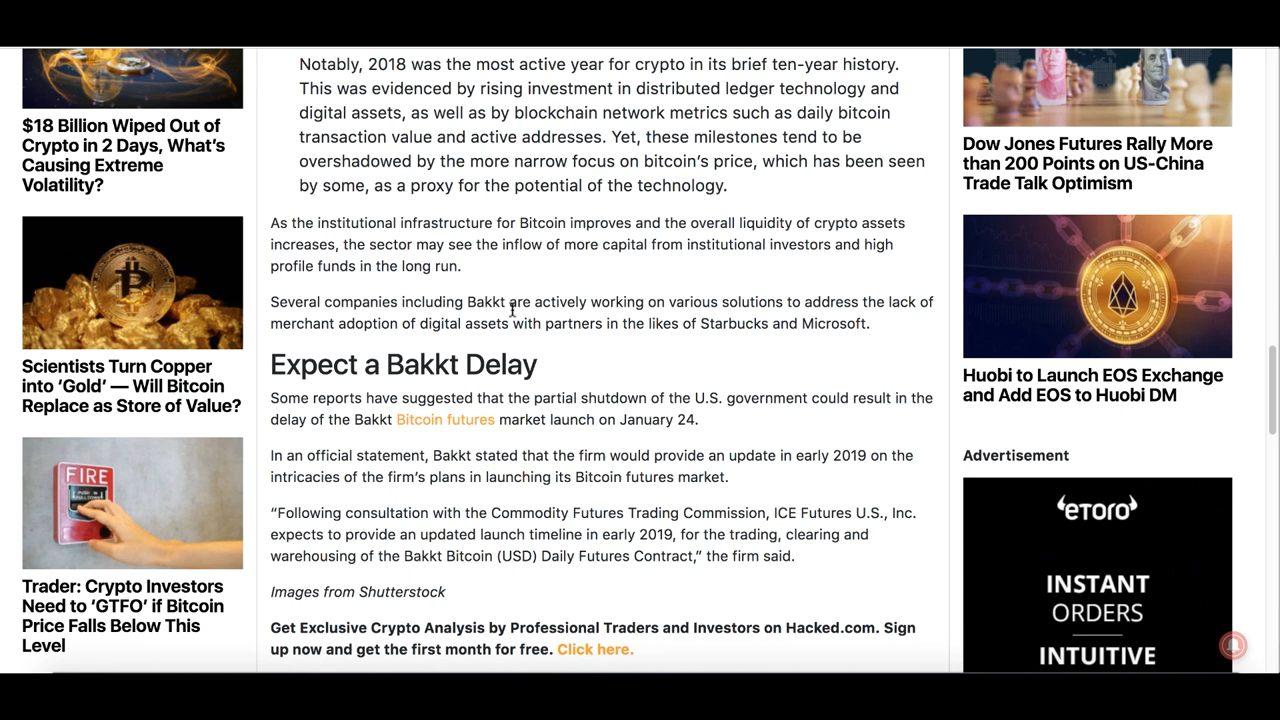 $18 Billion Wiped Out of
Crypto in 2 Days, What's
Causing Extreme
Volatility?
Scientists Turn Copper
into ‘Gold’ — Will Bitcoin
Replace as Store of Value?
FIRE
Trader: Crypto Investors
Need to ‘GTFO’ if Bitcoin
Price Falls Below This
Level
Notably, 2018 was the most active year for crypto in its brief ten-year history.
This was evidenced by rising investment in distributed ledger technology and
digital assets, as well as by blockchain network metrics such as daily bitcoin
transaction value and active addresses. Yet, these milestones tend to be
overshadowed by the more narrow focus on bitcoin’s price, which has been seen
by some, as a proxy for the potential of the technology.
As the institutional infrastructure for Bitcoin improves and the overall liquidity of crypto assets
increases, the sector may see the inflow of more capital from institutional investors and high
profile funds in the long run.
Several companies including Bakkt are actively working on various solutions to address the lack of
merchant adoption of digital assets with partners in the likes of Starbucks and Microsoft.
Expect a Bakkt Delay
Some reports have suggested that the partial shutdown of the U.S. government could result in the
delay of the Bakkt Bitcoin futures market launch on January 24.
In an official statement, Bakkt stated that the firm would provide an update in early 2019 on the
intricacies of the firm’s plans in launching its Bitcoin futures market.
“Following consultation with the Commodity Futures Trading Commission, ICE Futures U.S., Inc.
expects to provide an updated launch timeline in early 2019, for the trading, clearing and
warehousing of the Bakkt Bitcoin (USD) Daily Futures Contract,” the firm said.
Images from Shutterstock
Get Exclusive Crypto Analysis by Professional Traders and Investors on Hacked.com. Sign
up now and get the first month for free. Click here.
Dow Jones Futures Rally More
than 200 Points on US-China
Trade Talk Optimism
Huobi to Launch EOS Exchange
and Add EOS to Huobi DM
Advertisement
eToro
INSTANT
ORDERS
INTUITIVE